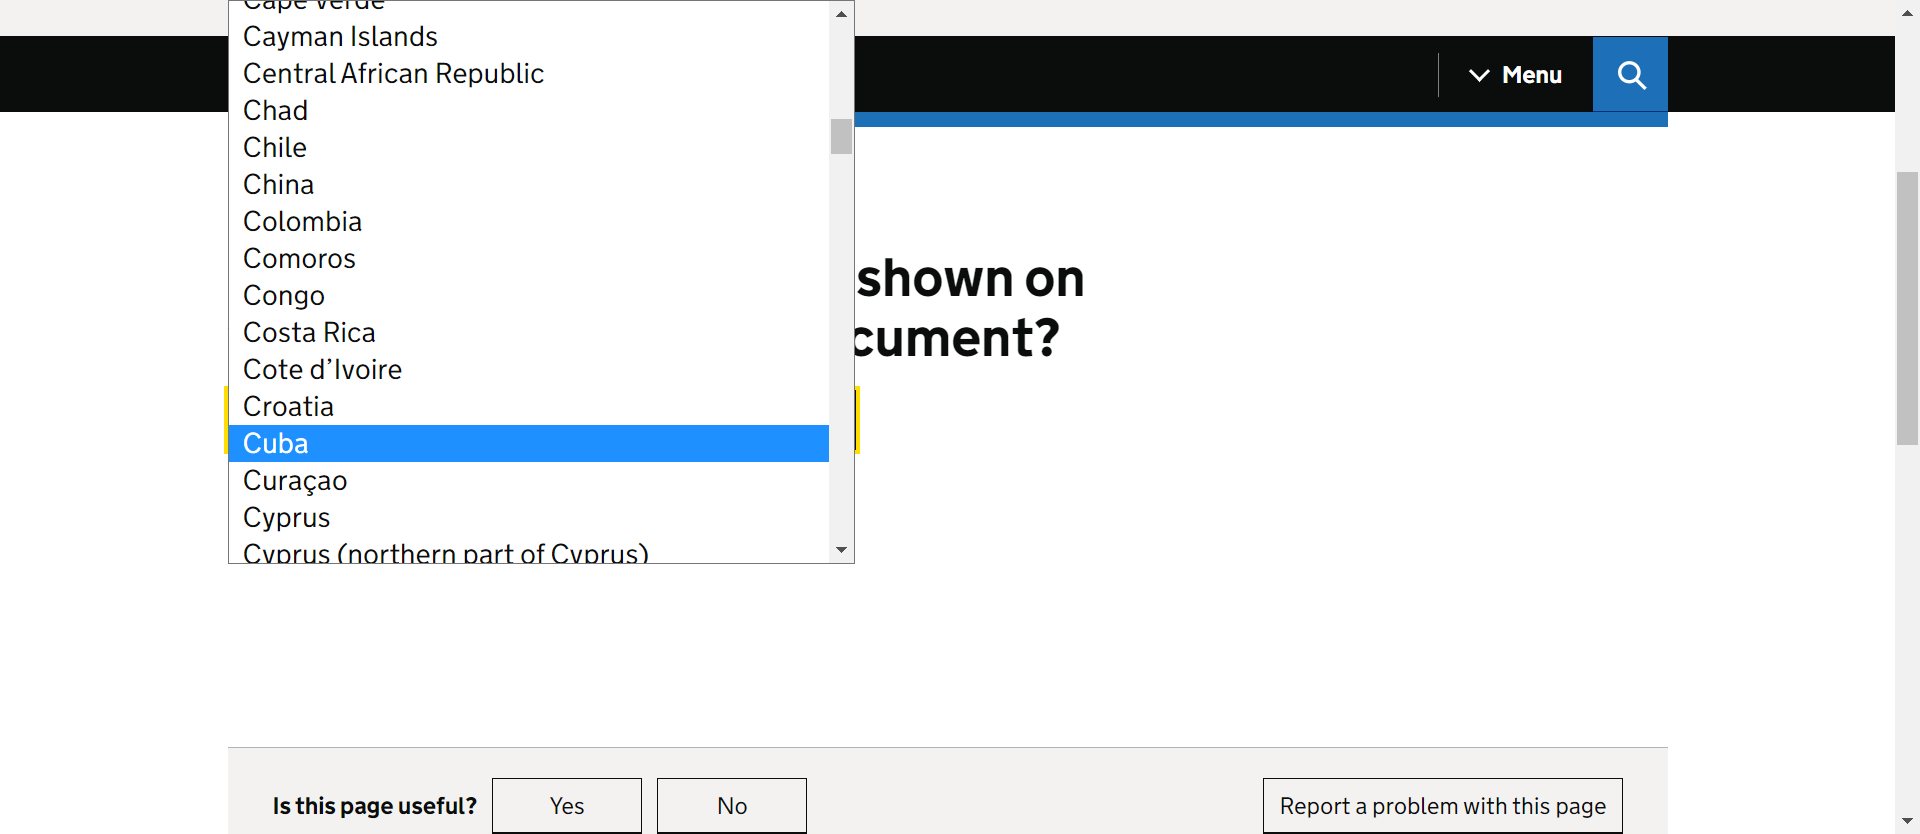 Cape Verde
Cayman Islands
Central African Republic
Chad
Chile
China
Colombia
Comoros
Congo
Costa Rica
Cote d’Ivoire
Croatia
Cuba
Curaçao
Cyprus
Cyprus (northern part of Cyprus)
Menu
shown on
cument?
Is this page useful?
Yes
No
Report a problem with this page